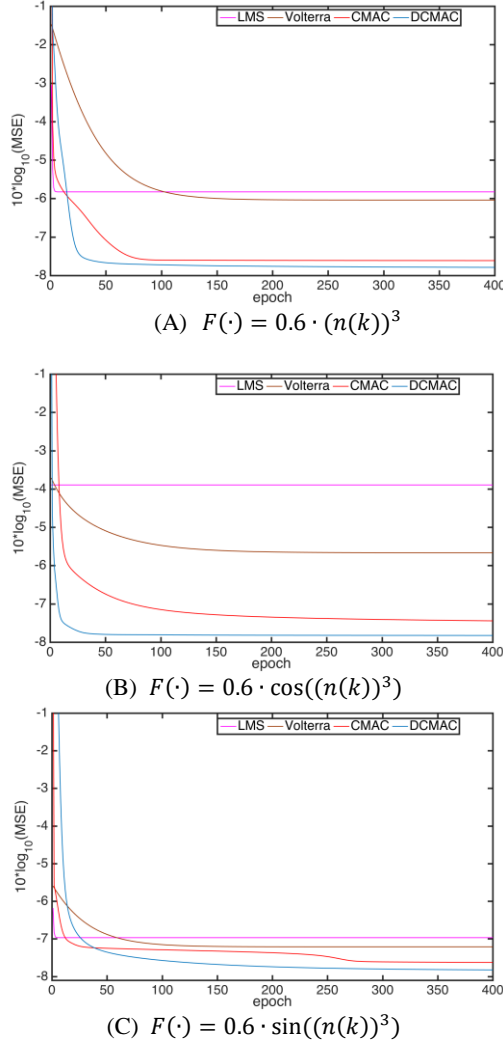 -1
LMS Volterra CMAC DCMAC
-2
-3
-4
-5
-6
-7
-8
10*log10(MSE)
0 50 100 150 200 250 300 350 400
epoch
(A) F(·) = 0.6 · (n(k))³
-1
LMS Volterra CMAC DCMAC
-2
-3
-4
-5
-6
-7
-8
10*log10(MSE)
0 50 100 150 200 250 300 350 400
epoch
(B) F(·) = 0.6 · cos((n(k))³)
-1
LMS Volterra CMAC DCMAC
-2
-3
-4
-5
-6
-7
-8
10*log10(MSE)
0 50 100 150 200 250 300 350 400
epoch
(C) F(·) = 0.6 · sin((n(k))³)